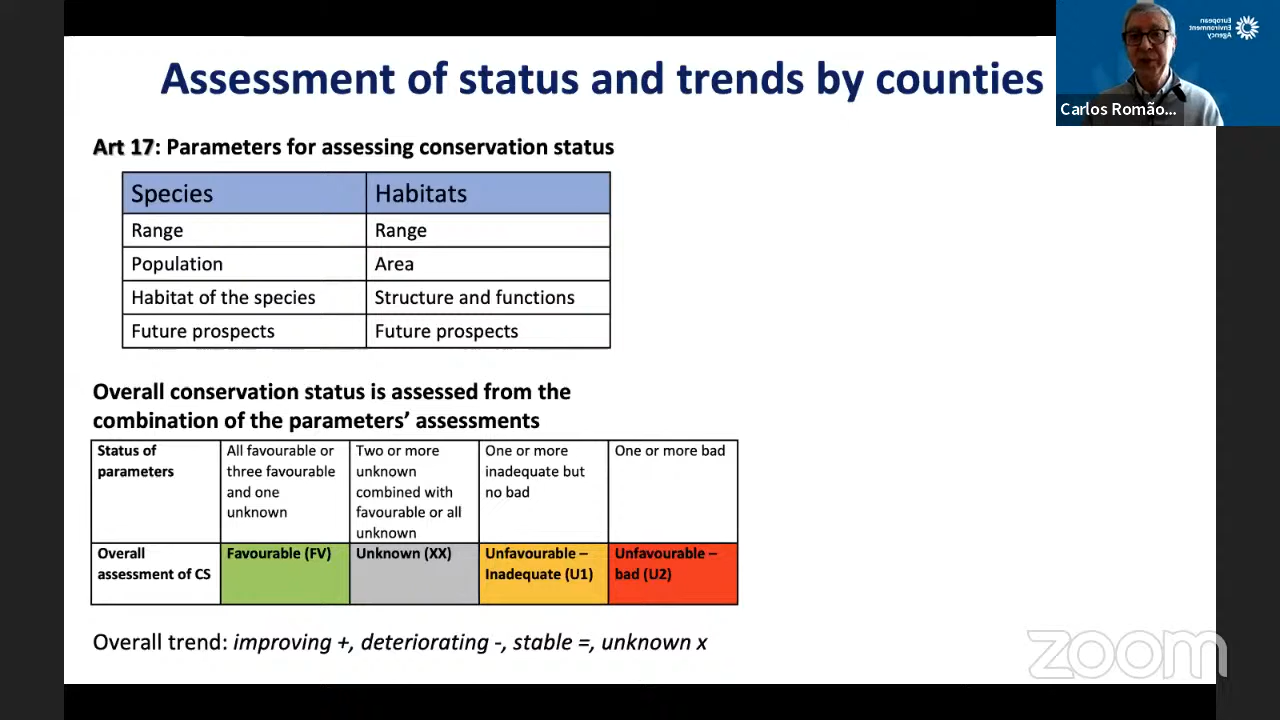 Assessment of status and trends by counties
European
Environment
Agency
Carlos Romão...
Art 17: Parameters for assessing conservation status
Species Habitats
Range Range
Population Area
Habitat of the species Structure and functions
Future prospects Future prospects
Overall conservation status is assessed from the
combination of the parameters’ assessments
Status of
parameters
All favourable or
three favourable
and one
unknown
Two or more
unknown
combined with
favourable or all
unknown
One or more
inadequate but
no bad
One or more bad
Overall
assessment of CS
Favourable (FV)
Unknown (XX)
Unfavourable –
Inadequate (U1)
Unfavourable –
bad (U2)
Overall trend: improving +, deteriorating -, stable =, unknown x
zoom